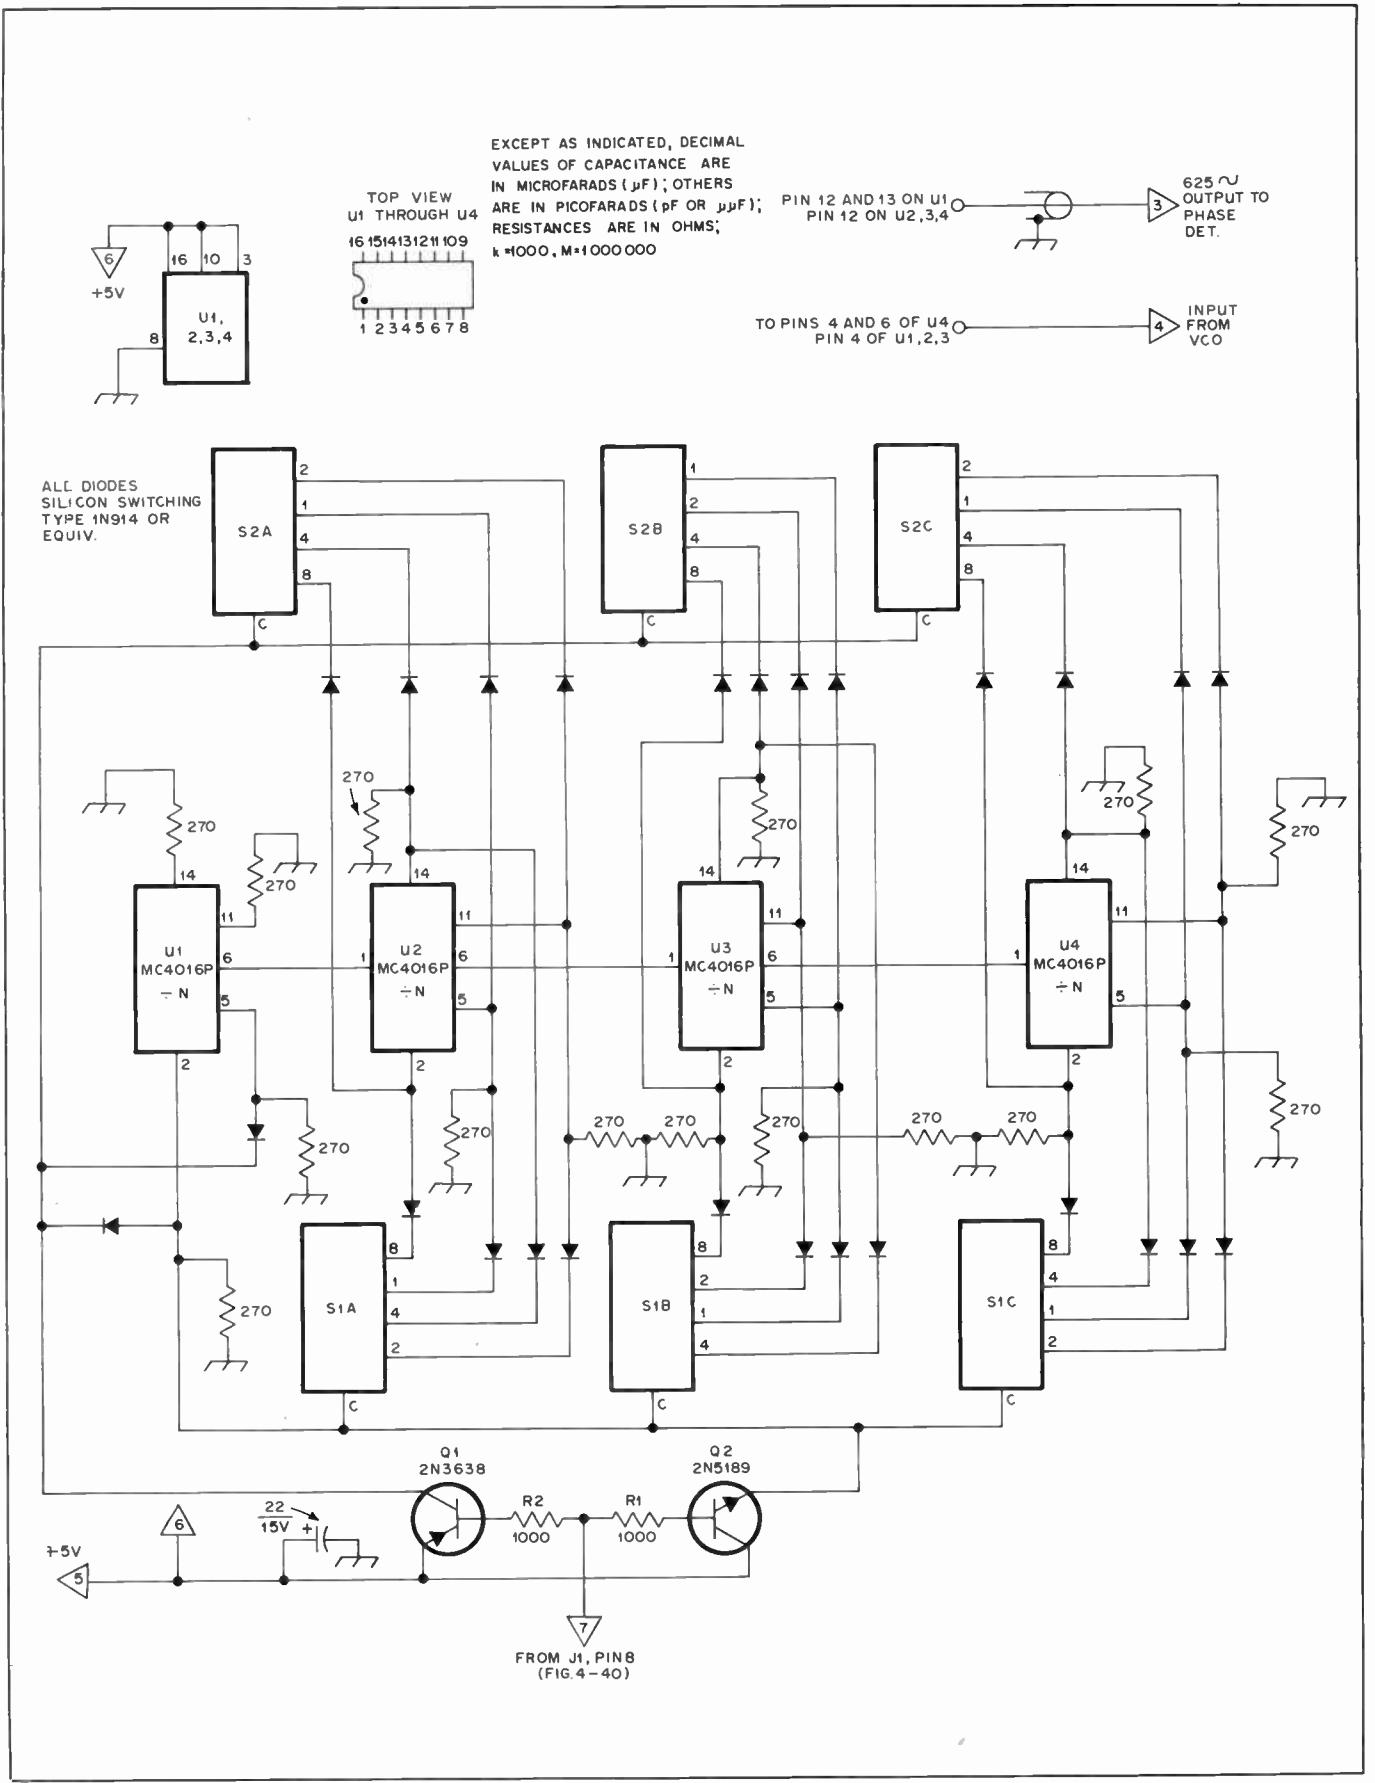 EXCEPT AS INDICATED, DECIMAL
VALUES OF CAPACITANCE ARE
IN MICROFARADS (µF); OTHERS
ARE IN PICOFARADS (pF OR µµF);
RESISTANCES ARE IN OHMS;
k=1000, M=1000000
TOP VIEW
U1 THROUGH U4
16 15 14 13 12 11 10 9
1 2 3 4 5 6 7 8
6
+5V
16 10 3
U1,
2,3,4
8
PIN 12 AND 13 ON U1
PIN 12 ON U2,3,4
3
625 ~
OUTPUT TO
PHASE
DET.
TO PINS 4 AND 6 OF U4
PIN 4 OF U1,2,3
4
INPUT
FROM
VCO
ALL DIODES
SILICON SWITCHING
TYPE 1N914 OR
EQUIV.
S2A
2
1
4
8
C
S2B
1
2
4
8
C
S2C
2
1
4
8
C
270
270
270
270
270
270
14
11
6
5
2
U1
MC4016P
÷N
270
14
1
11
6
5
2
U2
MC4016P
÷N
14
1
11
6
5
2
U3
MC4016P
÷N
14
1
11
6
5
2
U4
MC4016P
÷N
270
270
270
270
270
270
270
270
270
S1A
8
1
4
2
C
S1B
8
2
1
4
C
S1C
8
4
1
2
C
Q1
2N3638
Q2
2N5189
R2
1000
R1
1000
22
15V
+
6
+5V
5
7
FROM J1, PIN 8
(FIG. 4-40)